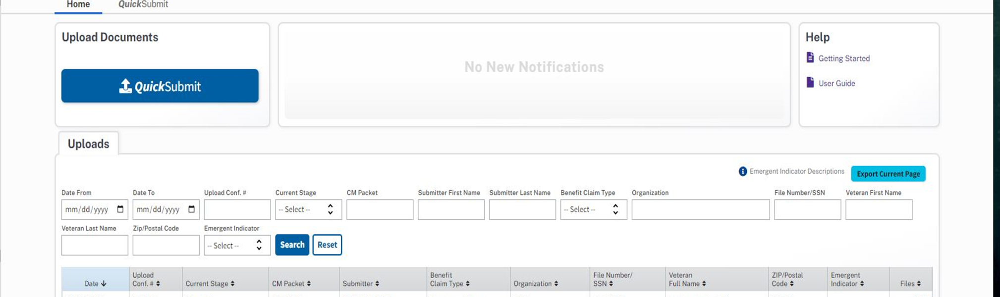 Home QuickSubmit
Upload Documents
QuickSubmit
No New Notifications
Help
Getting Started
User Guide
Uploads
Emergent Indicator Descriptions Export Current Page
Date From Date To Upload Conf. # Current Stage CM Packet Submitter First Name Submitter Last Name Benefit Claim Type Organization File Number/SSN Veteran First Name
mm/dd/yyyy mm/dd/yyyy -- Select -- -- Select --
Veteran Last Name Zip/Postal Code Emergent Indicator
-- Select -- Search Reset
Date Upload Conf. # Current Stage CM Packet Submitter Benefit Claim Type Organization File Number/ SSN Veteran Full Name ZIP/Postal Code Emergent Indicator Files